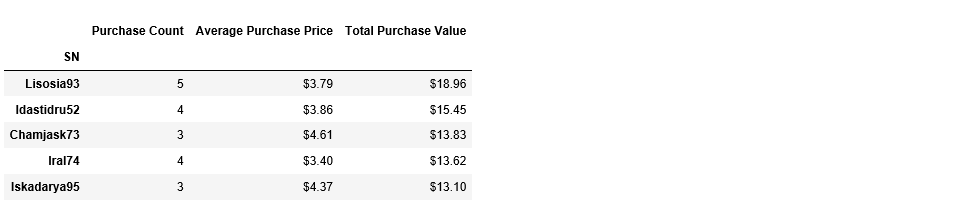 Purchase Count Average Purchase Price Total Purchase Value
SN
Lisosia93 5 $3.79 $18.96
Idastidru52 4 $3.86 $15.45
Chamjask73 3 $4.61 $13.83
Iral74 4 $3.40 $13.62
Iskadarya95 3 $4.37 $13.10